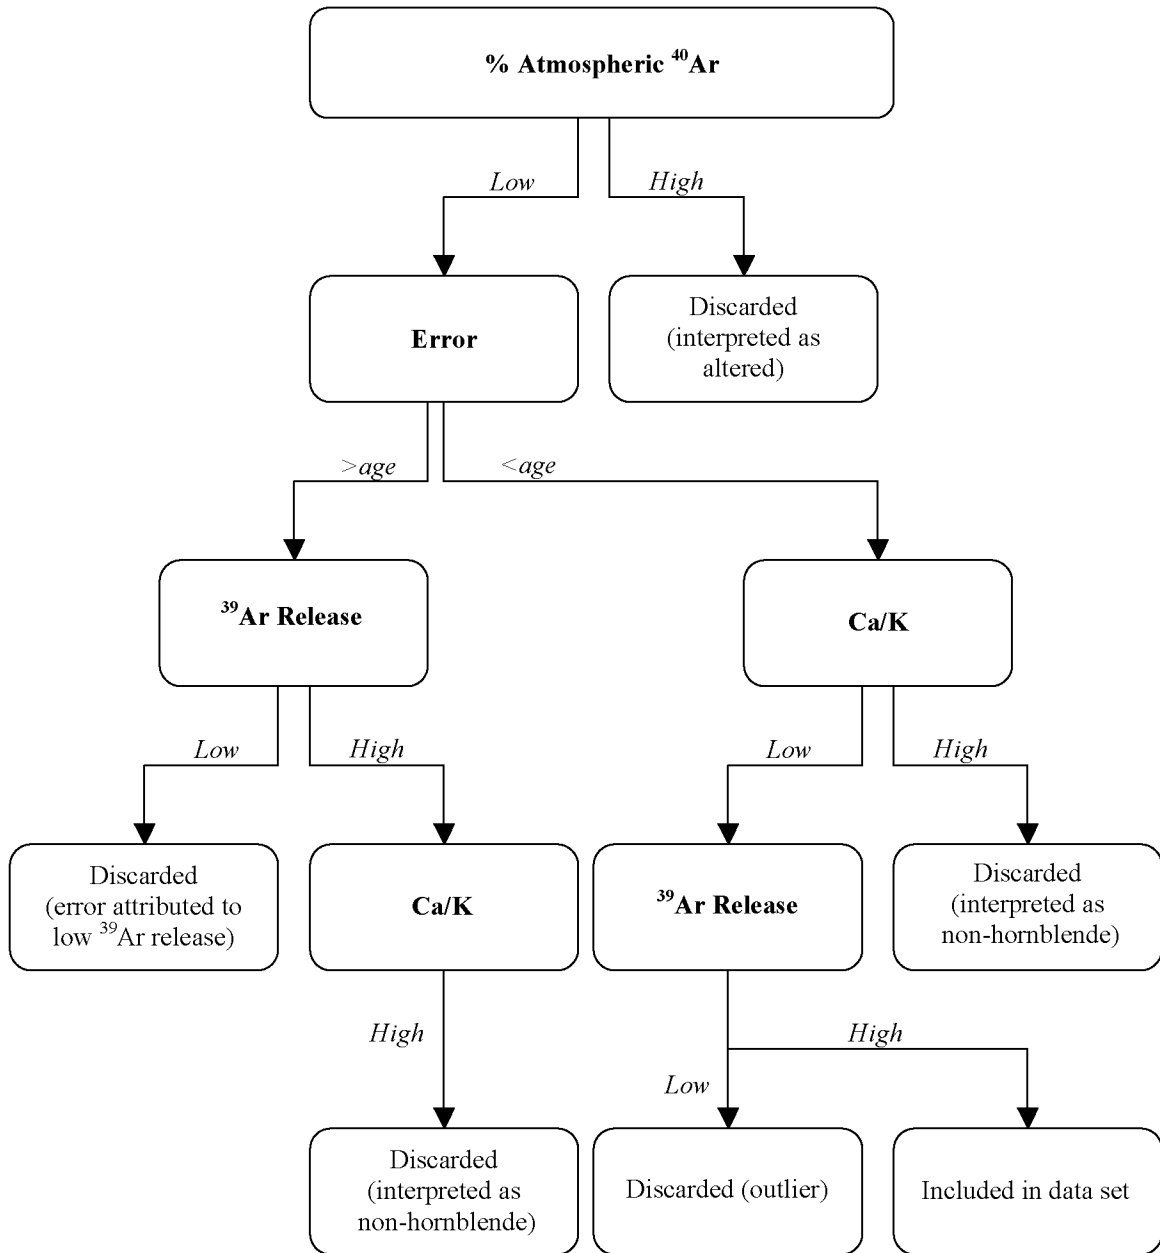 % Atmospheric ⁴⁰Ar
Low
High
Error
Discarded
(interpreted as
altered)
>age
<age
³⁹Ar Release
Ca/K
Low
High
Low
High
Discarded
(error attributed to
low ³⁹Ar release)
Ca/K
³⁹Ar Release
Discarded
(interpreted as
non-hornblende)
High
Low
High
Discarded
(interpreted as
non-hornblende)
Discarded (outlier)
Included in data set